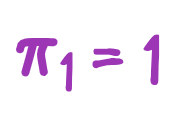 π₁ = 1